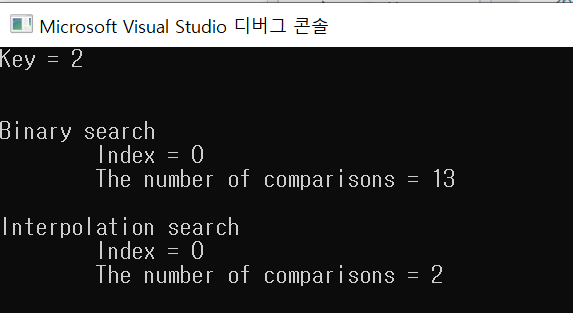 Microsoft Visual Studio 디버그 콘솔
Key = 2
Binary search
Index = 0
The number of comparisons = 13
Interpolation search
Index = 0
The number of comparisons = 2